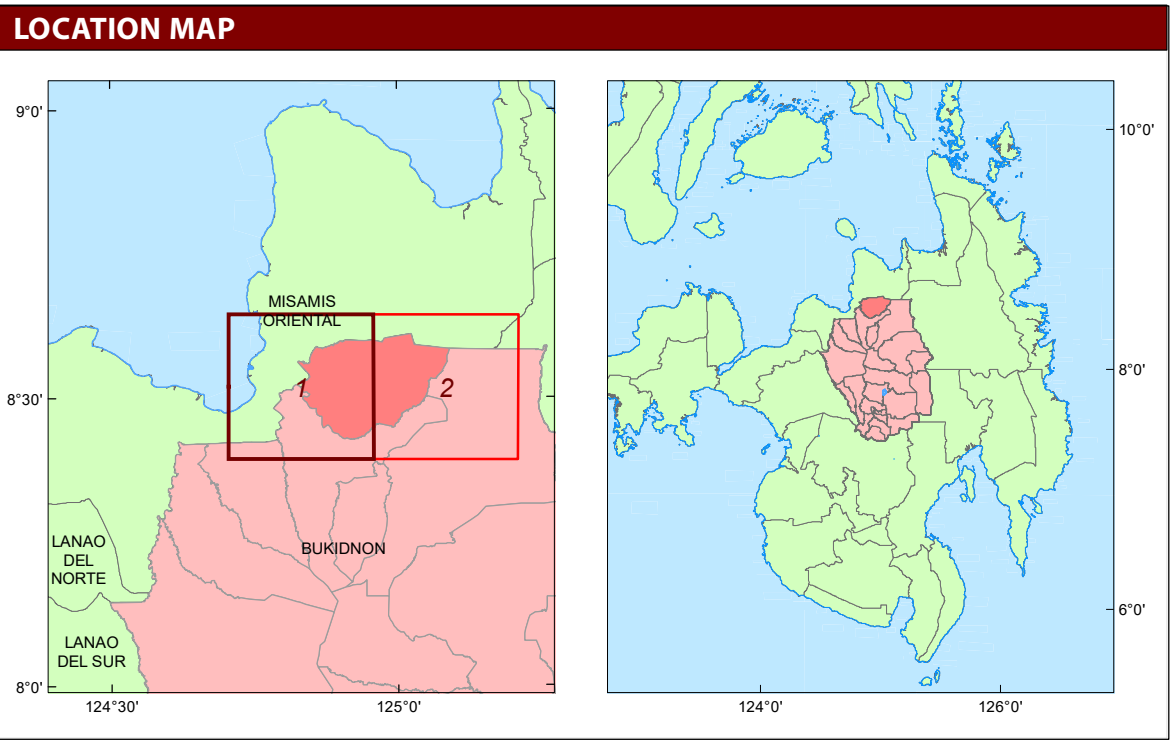 LOCATION MAP
9°0'
8°30'
8°0'
124°30'
125°0'
MISAMIS
ORIENTAL
1
2
BUKIDNON
LANAO
DEL
NORTE
LANAO
DEL SUR
10°0'
8°0'
6°0'
124°0'
126°0'